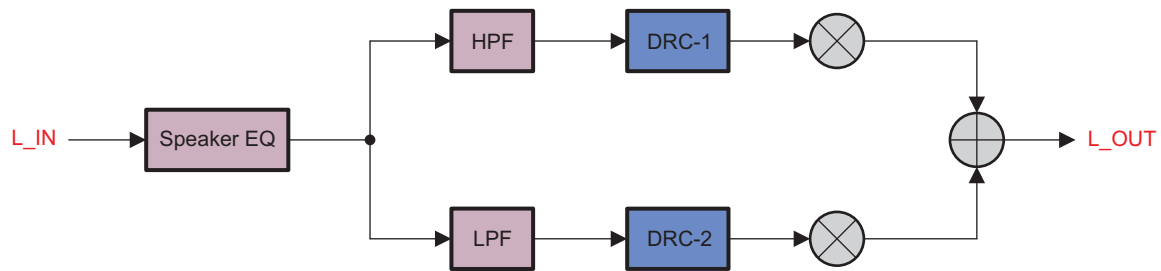 HPF
DRC-1
L_IN
Speaker EQ
L_OUT
LPF
DRC-2